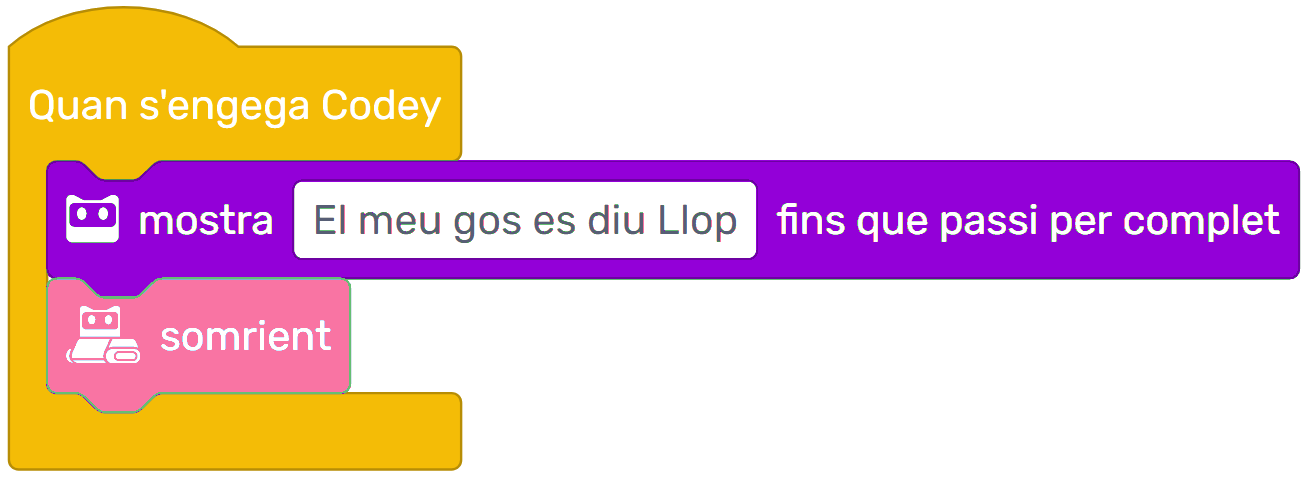 Quan s'engega Codey
mostra El meu gos es diu Llop fins que passi per complet
somrient